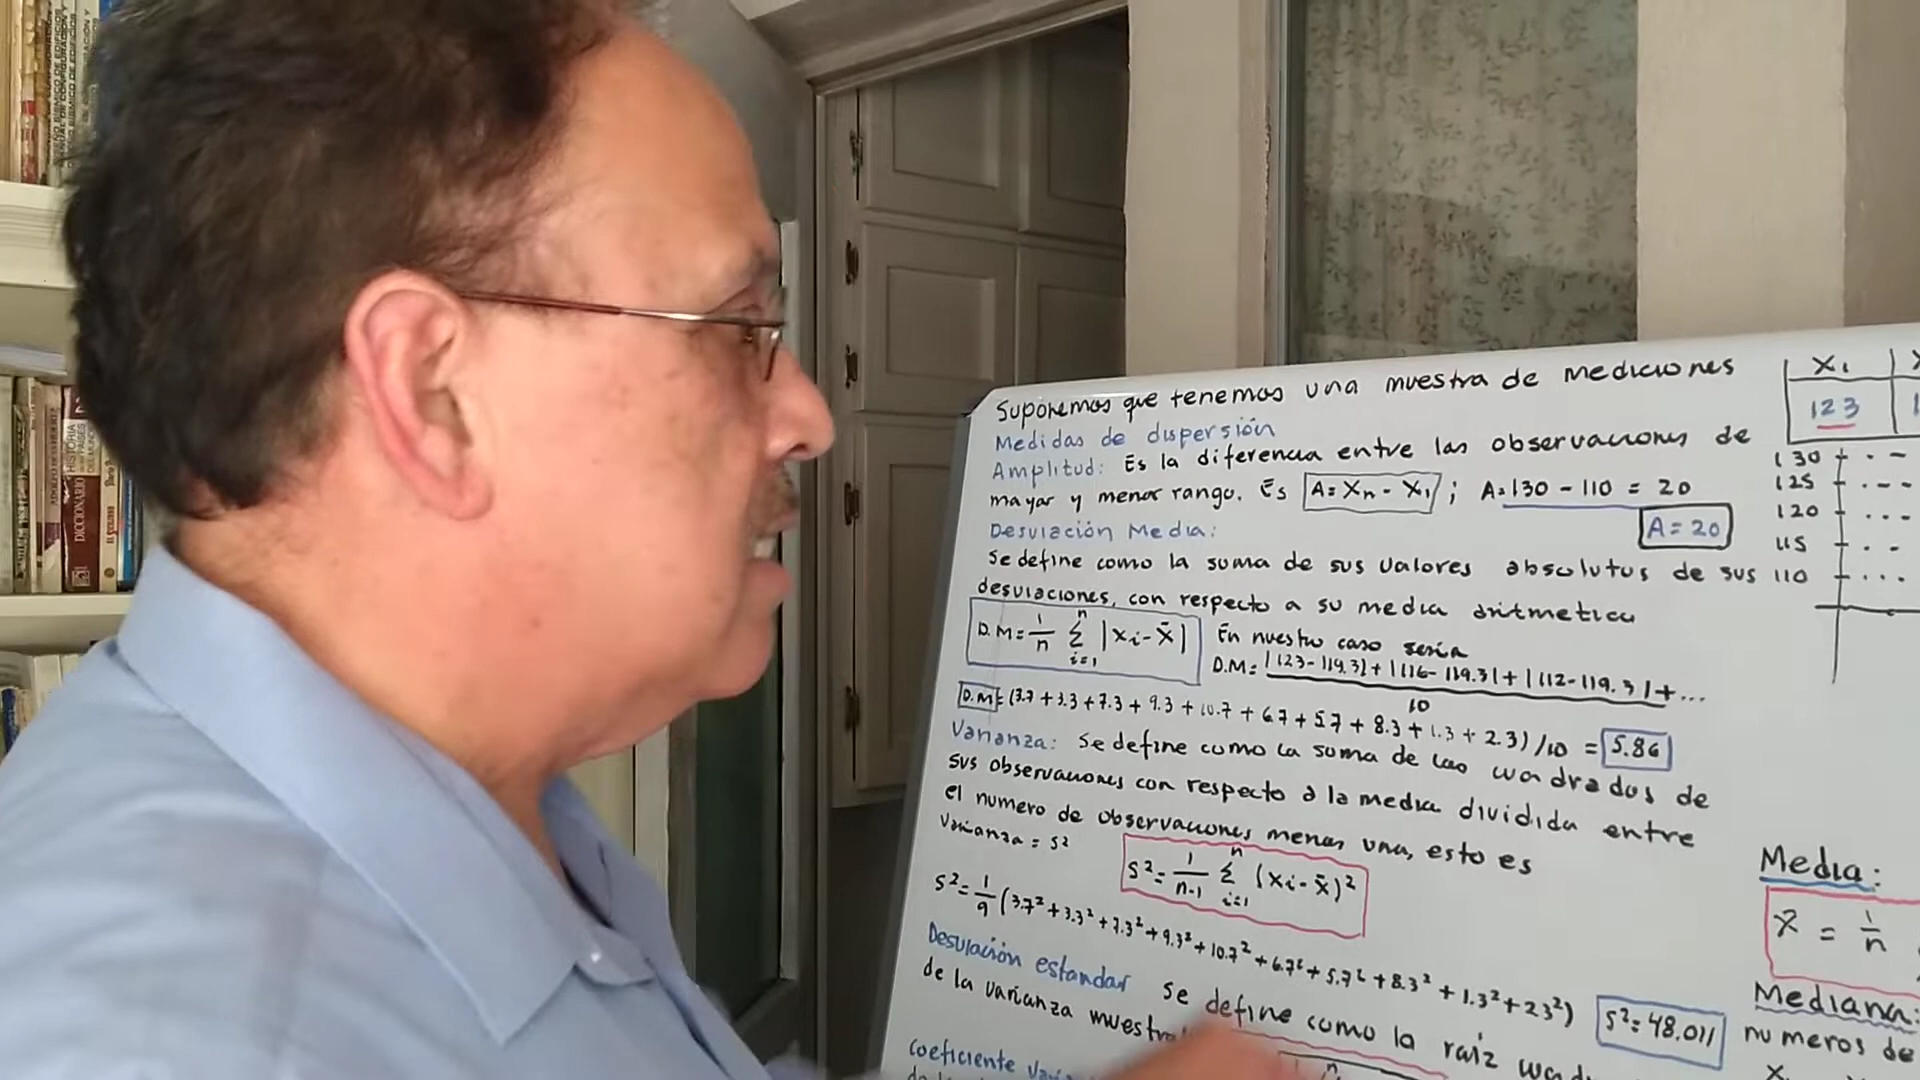 Suponemos que tenemos una muestra de mediciones
Medidas de dispersión
Amplitud: Es la diferencia entre las observaciones de
mayor y menor rango. Es A = Xn - X1 ; A = 130 - 110 = 20
A = 20
Desviación Media:
Se define como la suma de sus valores absolutos de sus
desviaciones, con respecto a su media aritmetica
D.M = 1/n Σ i=1 n |Xi - X̄| En nuestro caso seria
D.M = |123-119.3| + |116-119.3| + |112-119.3| + ...
10
D.M = (3.7 + 3.3 + 7.3 + 9.3 + 10.7 + 6.7 + 5.7 + 8.3 + 1.3 + 2.3) / 10 = 5.86
Varianza: Se define como la suma de los cuadrados de
sus observaciones con respecto a la media dividida entre
el numero de observaciones menos una, esto es
Varianza = S²
S² = 1/n-1 Σ i=1 n (Xi - X̄)²
S² = 1/9 (3.7² + 3.3² + 7.3² + 9.3² + 10.7² + 6.7² + 5.7² + 8.3² + 1.3² + 2.3²) S² = 48.011
Desviación estandar se define como la raíz
de la varianza
Coeficiente
X1
123
130
125
120
115
110
Media:
X̄ = 1/n
Mediana:
numeros de
DICCIONARIO
HISTORIA